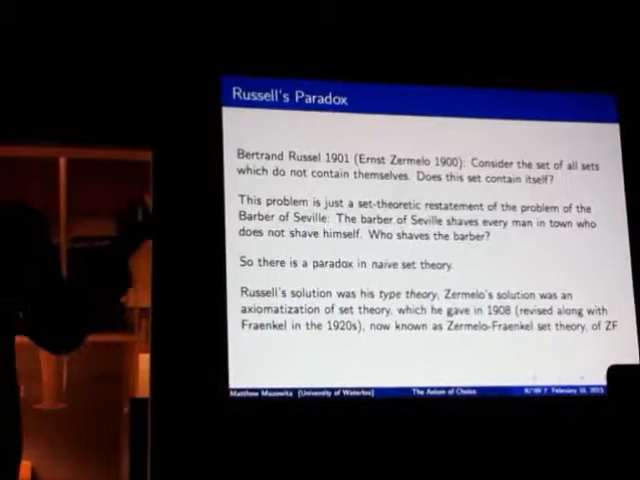 Russell's Paradox
Bertrand Russel 1901 (Ernst Zermelo 1900): Consider the set of all sets
which do not contain themselves. Does this set contain itself?
This problem is just a set-theoretic restatement of the problem of the
Barber of Seville: The barber of Seville shaves every man in town who
does not shave himself. Who shaves the barber?
So there is a paradox in naive set theory.
Russell's solution was his type theory, Zermelo's solution was an
axiomatization of set theory, which he gave in 1908 (revised along with
Fraenkel in the 1920s), now known as Zermelo-Fraenkel set theory, of ZF
Matthew Mazowita (University of Waterloo)
The Axiom of Choice
February